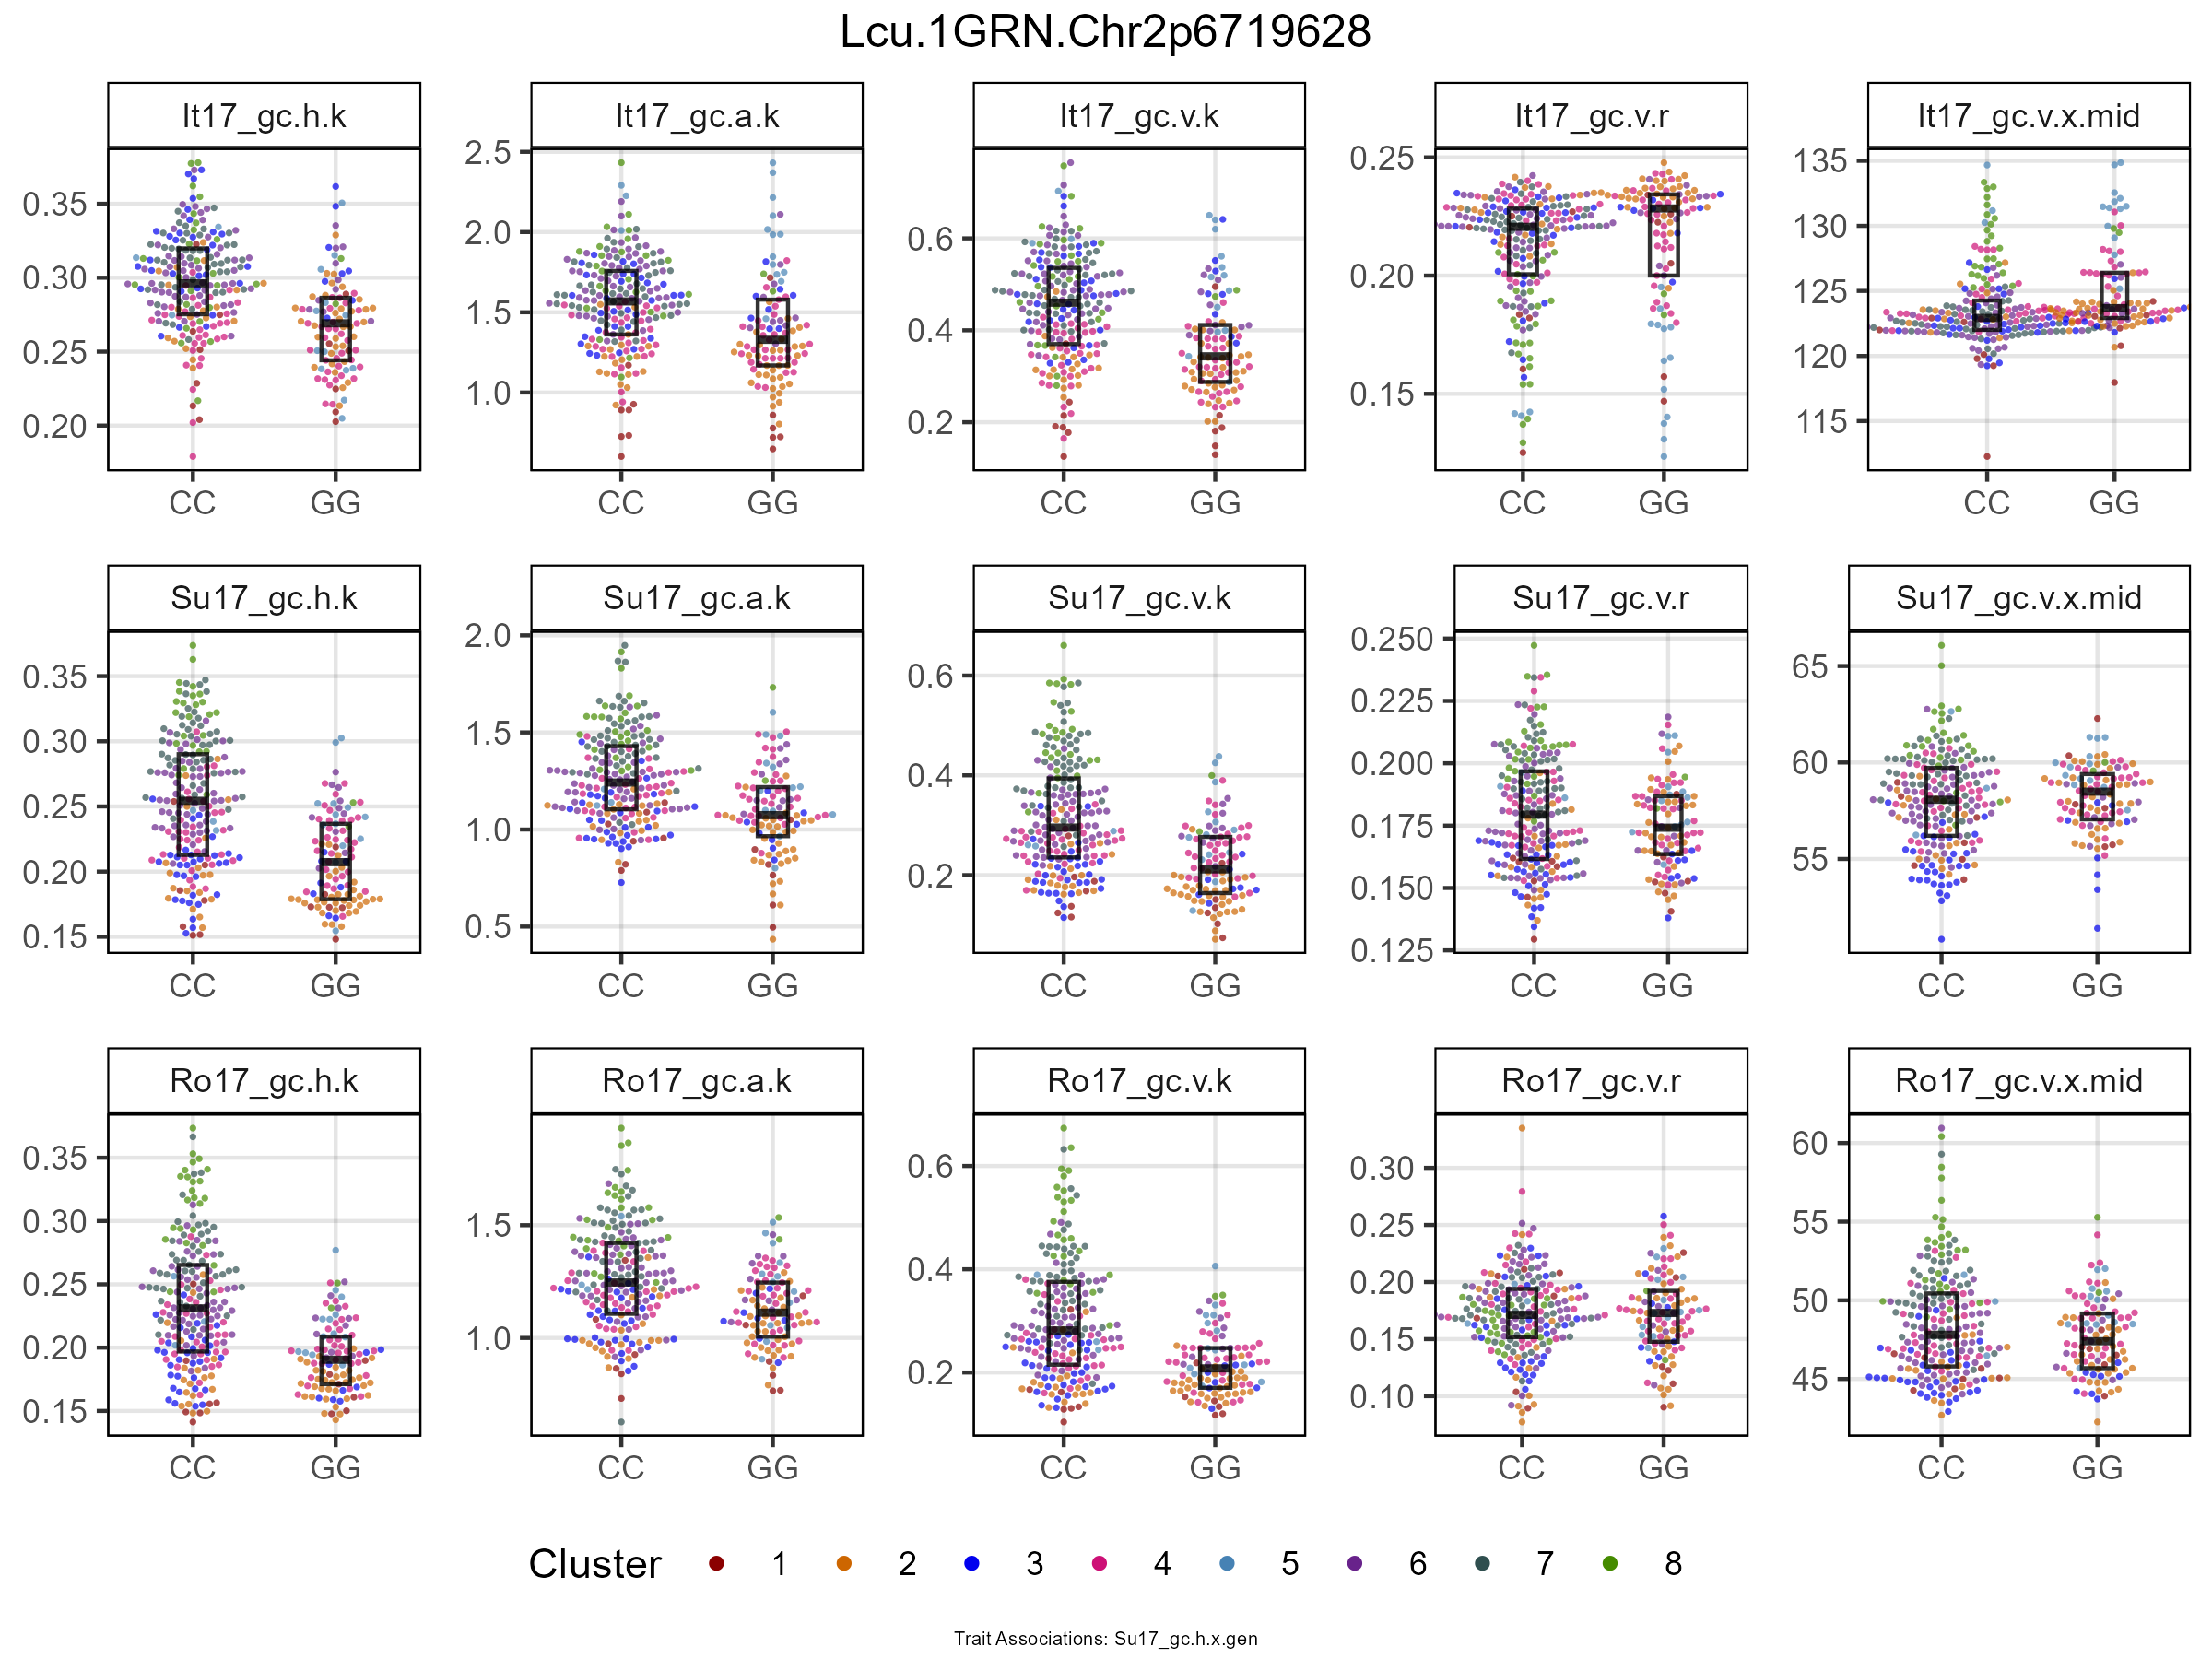 Lcu.1GRN.Chr2p6719628
It17_gc.h.k It17_gc.a.k It17_gc.v.k It17_gc.v.r It17_gc.v.x.mid
0.35 0.30 0.25 0.20
2.5 2.0 1.5 1.0
0.6 0.4 0.2
0.25 0.20 0.15
135 130 125 120 115
CC GG CC GG CC GG CC GG CC GG
Su17_gc.h.k Su17_gc.a.k Su17_gc.v.k Su17_gc.v.r Su17_gc.v.x.mid
0.35 0.30 0.25 0.20 0.15
2.0 1.5 1.0 0.5
0.6 0.4 0.2
0.250 0.225 0.200 0.175 0.150 0.125
65 60 55
CC GG CC GG CC GG CC GG CC GG
Ro17_gc.h.k Ro17_gc.a.k Ro17_gc.v.k Ro17_gc.v.r Ro17_gc.v.x.mid
0.35 0.30 0.25 0.20 0.15
1.5 1.0
0.6 0.4 0.2
0.30 0.25 0.20 0.15 0.10
60 55 50 45
CC GG CC GG CC GG CC GG CC GG
Cluster 1 2 3 4 5 6 7 8
Trait Associations: Su17_gc.h.x.gen